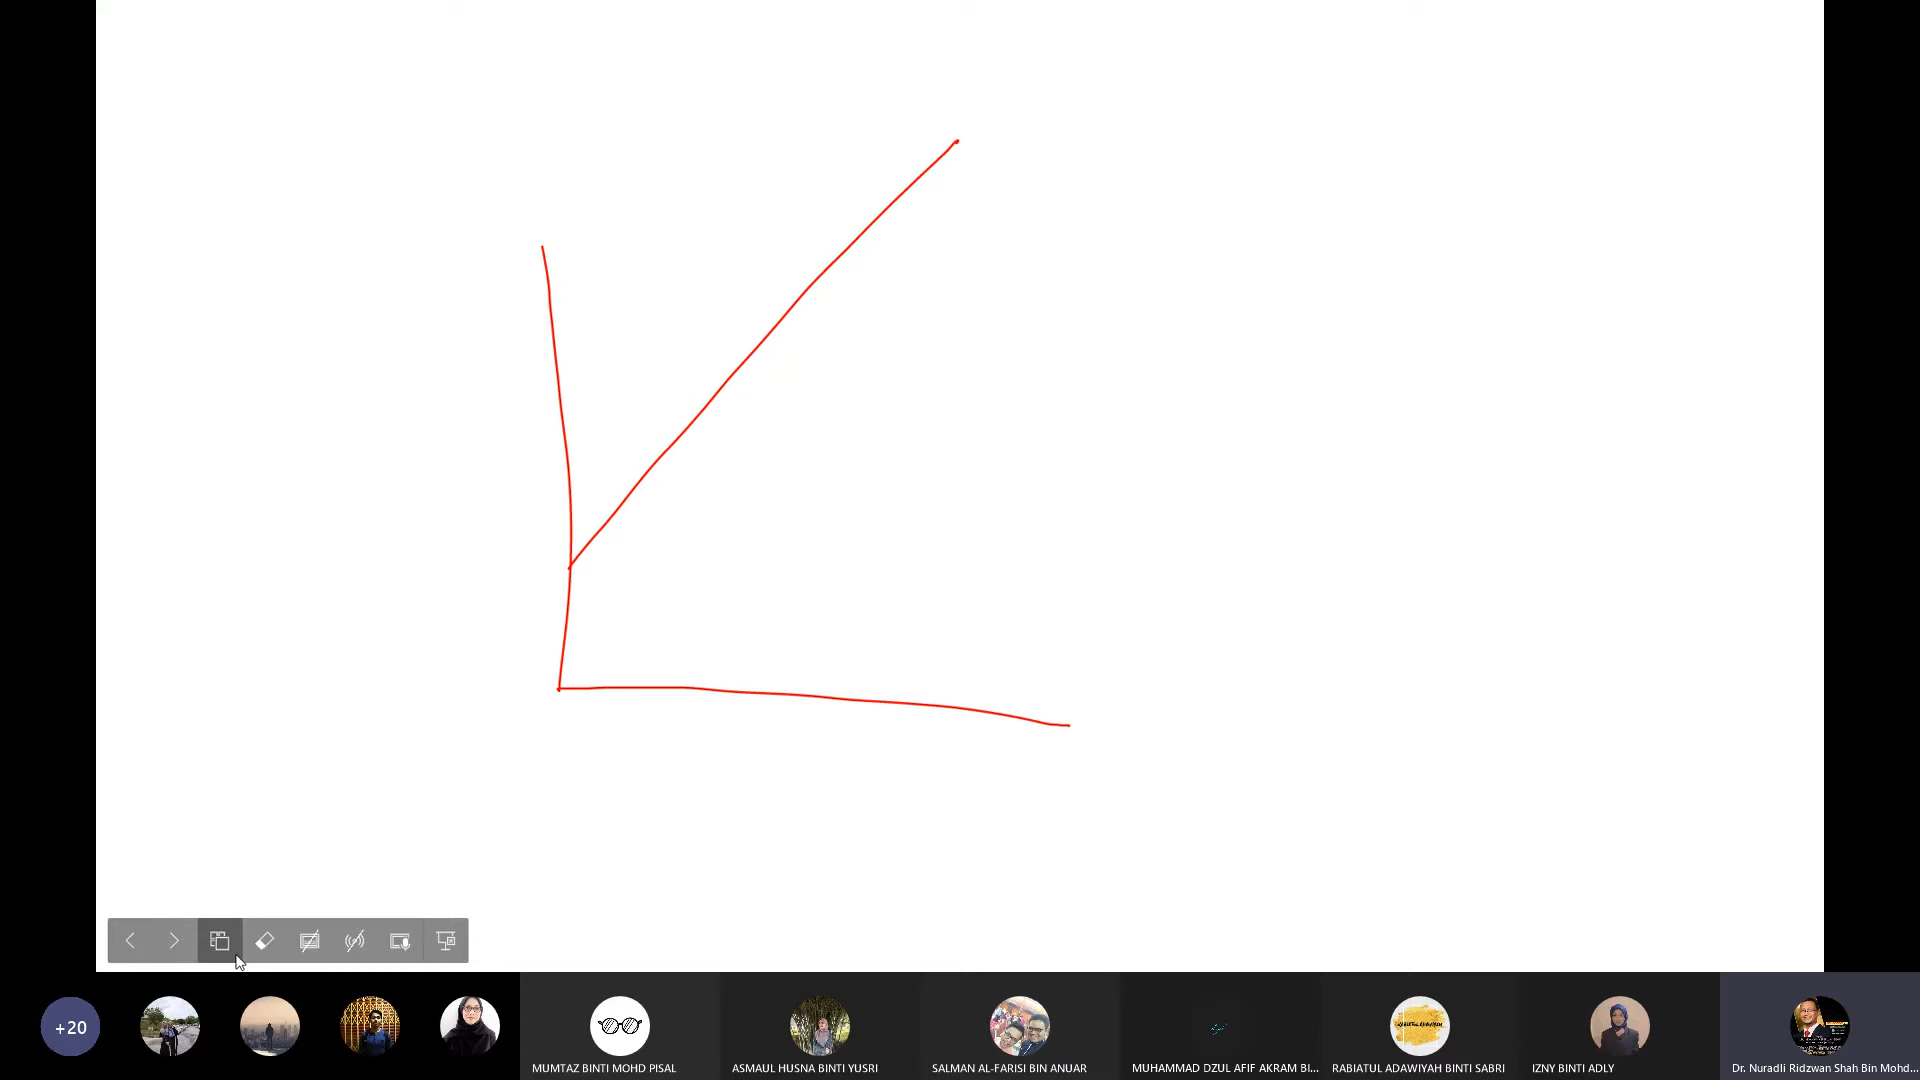 +20
MUMTAZ BINTI MOHD PISAL
ASMAUL HUSNA BINTI YUSRI
SALMAN AL-FARISI BIN ANUAR
MUHAMMAD DZUL AFIF AKRAM BI...
RABIATUL ADAWIYAH BINTI SABRI
IZNY BINTI ADLY
Dr. Nuradli Ridzwan Shah Bin Mohd...